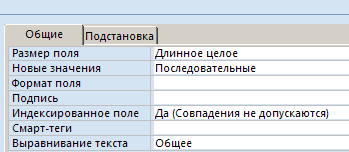 Общие Подстановка
Размер поля Длинное целое
Новые значения Последовательные
Формат поля
Подпись
Индексированное поле Да (Совпадения не допускаются)
Смарт-теги
Выравнивание текста Общее